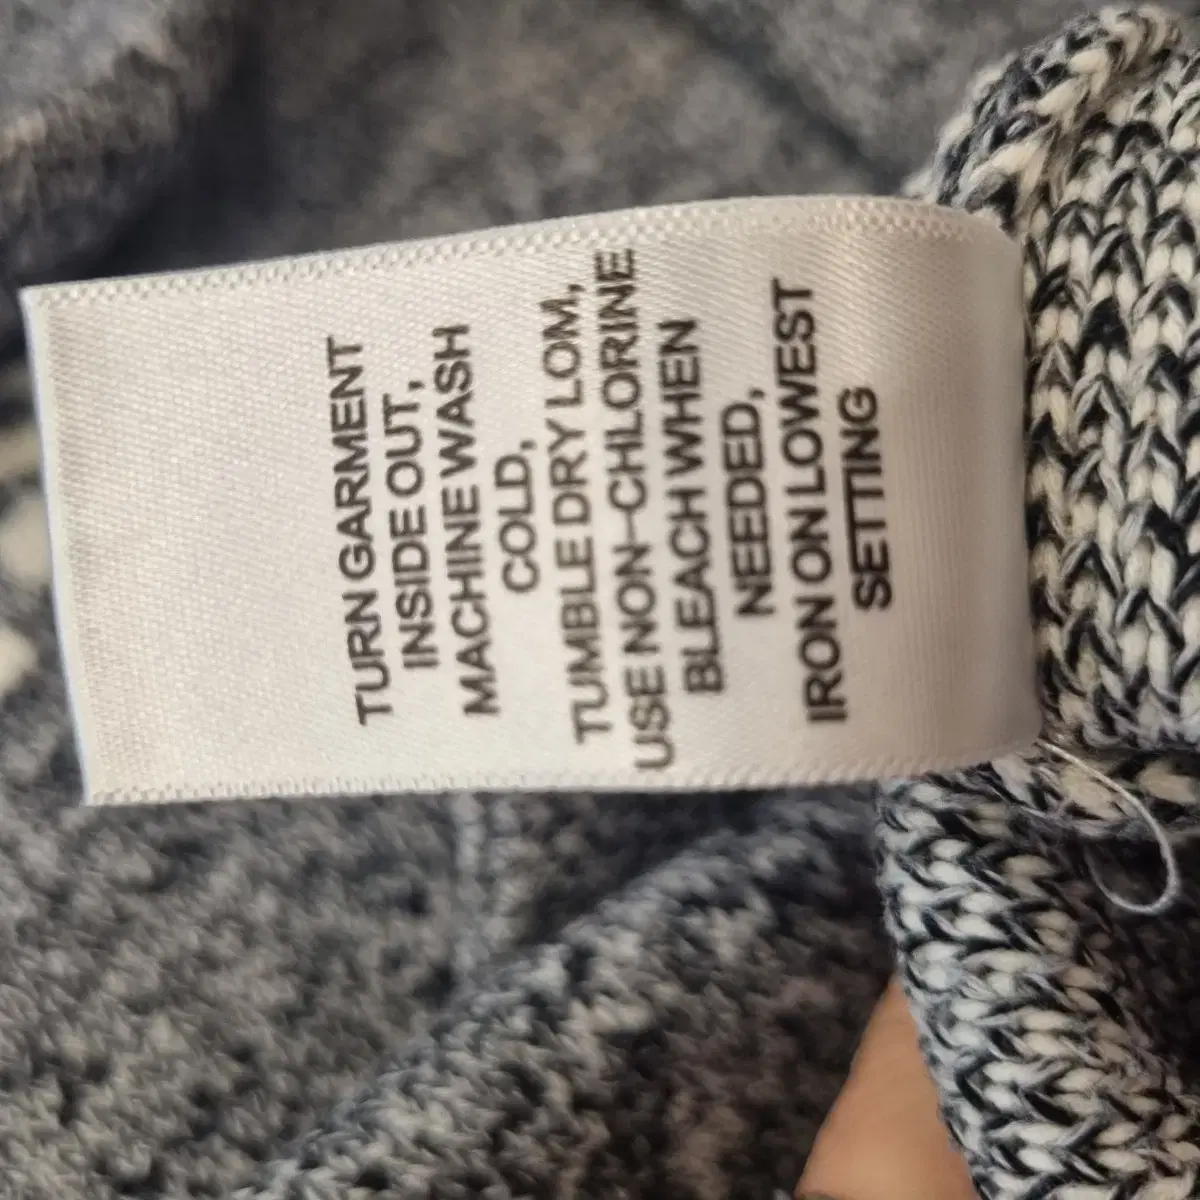 TURN GARMENT
INSIDE OUT,
MACHINE WASH
COLD,
TUMBLE DRY LOM,
USE NON-CHLORINE
BLEACH WHEN
NEEDED,
IRON ON LOWEST
SETTING